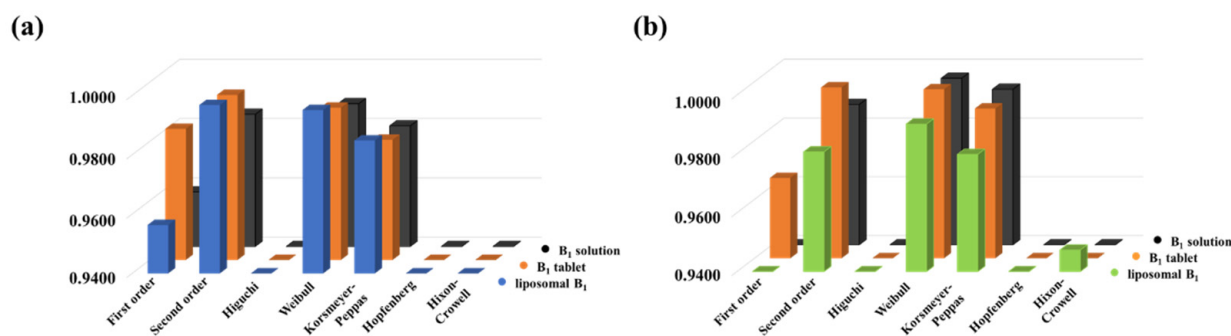 (a)
1.0000
0.9800
0.9600
0.9400
First order
Second order
Higuchi
Weibull
Korsmeyer-
Peppas
Hopfenberg
Hixon-
Crowell
B₁ solution
B₁ tablet
liposomal B₁
(b)
1.0000
0.9800
0.9600
0.9400
First order
Second order
Higuchi
Weibull
Korsmeyer-
Peppas
Hopfenberg
Hixon-
Crowell
B₁ solution
B₁ tablet
liposomal B₁